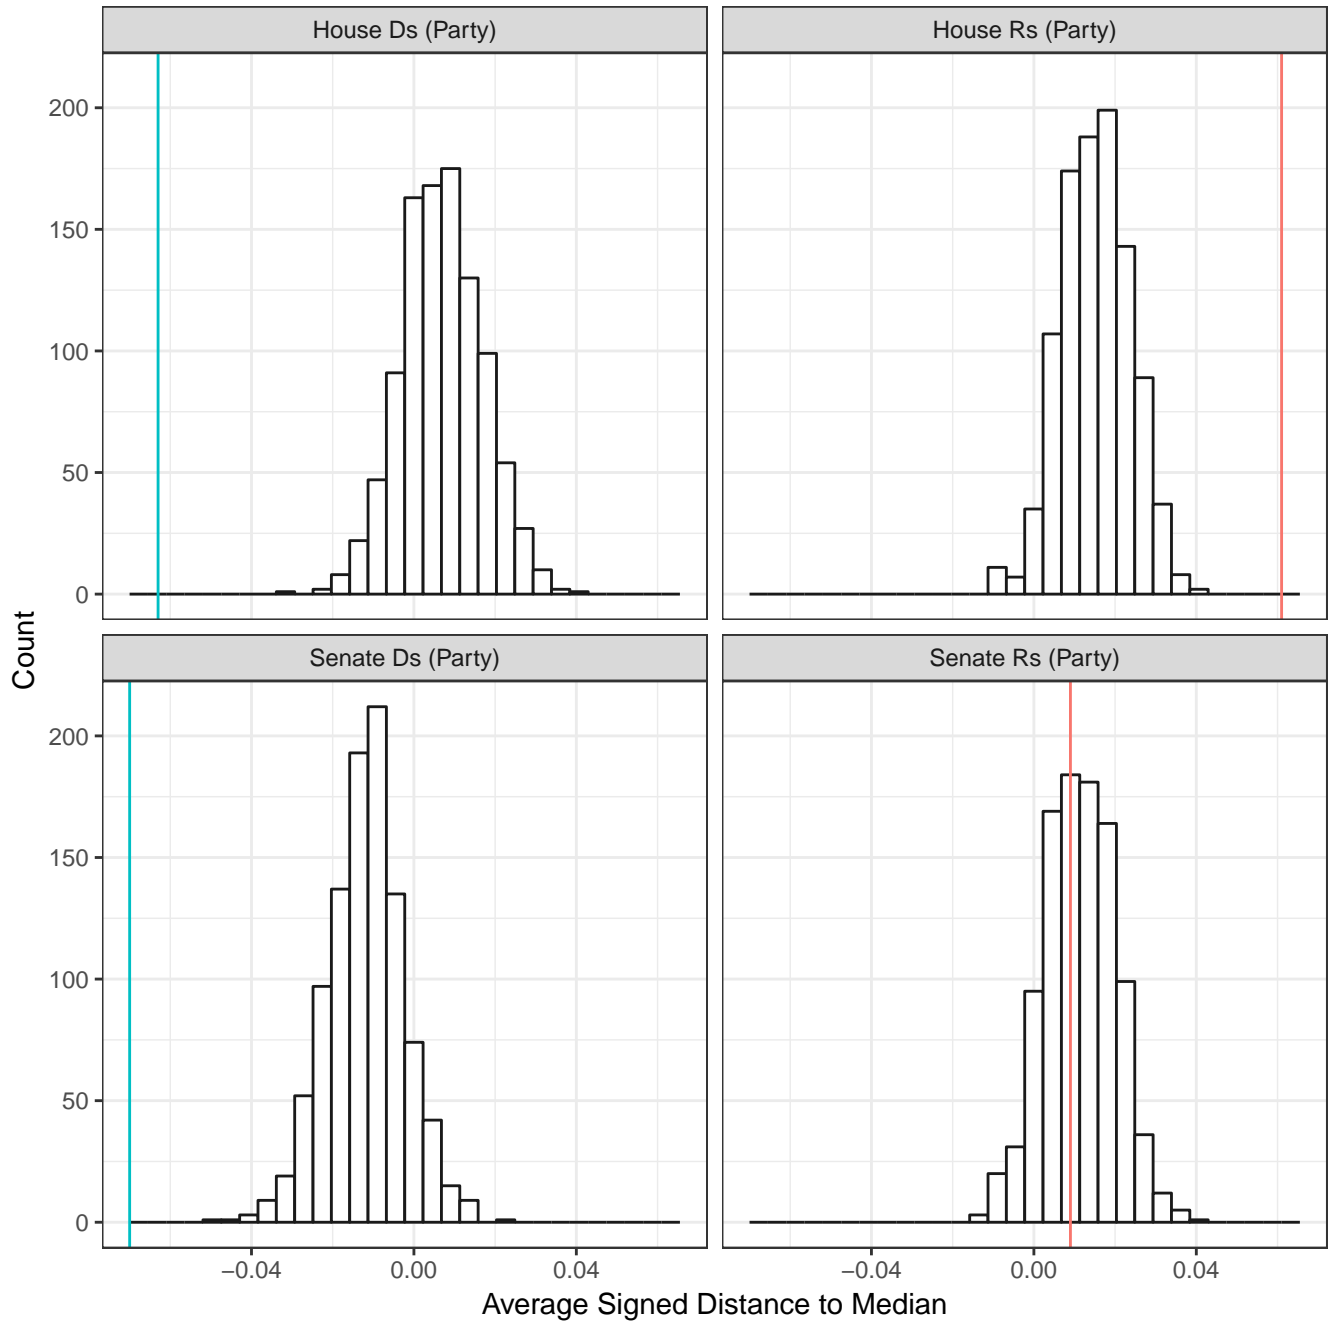 House Ds (Party)
House Rs (Party)
200
150
100
50
0
Senate Ds (Party)
Senate Rs (Party)
200
150
100
50
0
Count
−0.04
0.00
0.04
−0.04
0.00
0.04
Average Signed Distance to Median